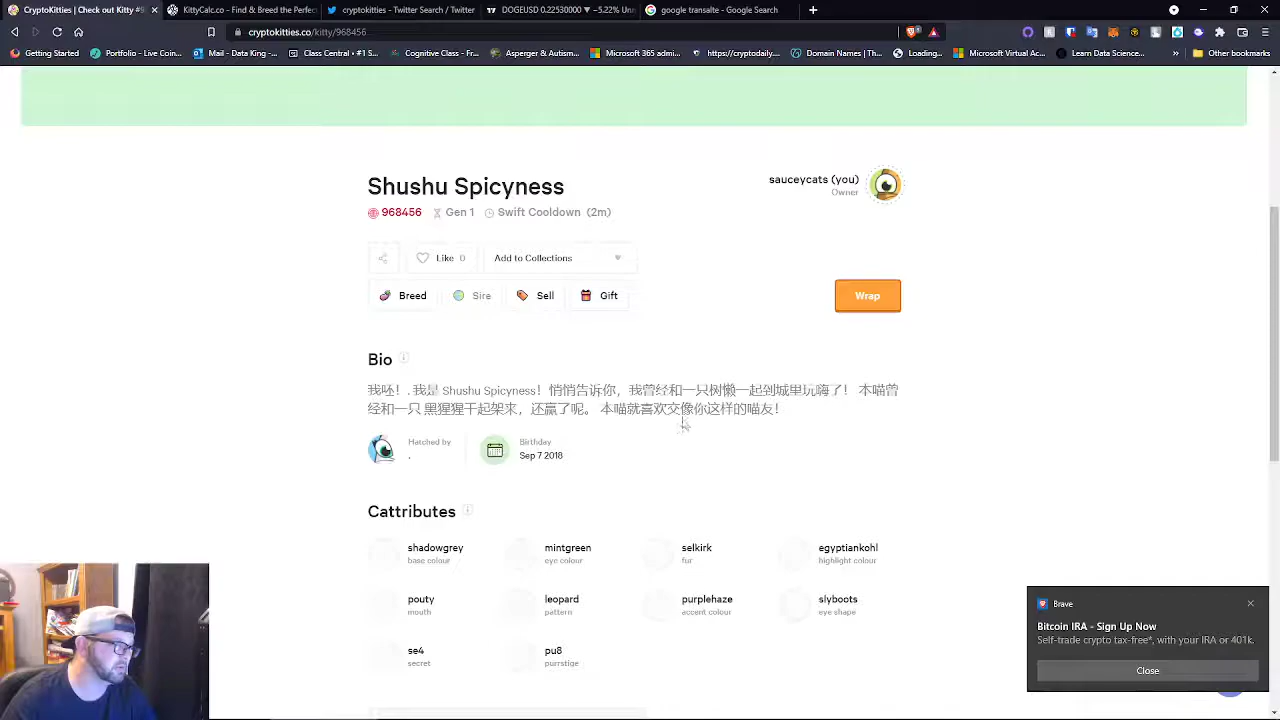 CryptoKitties | Check out Kitty #9
KittyCalc.co - Find & Breed the Perfec
cryptokitties - Twitter Search / Twitter
DOGEUSD 0.22530000 ▼ −5.22% Unn
google transalte - Google Search
cryptokitties.co/kitty/968456
Getting Started
Portfolio - Live Coin...
Mail - Data King /...
Class Central • #1 S...
Cognitive Class - Fr...
Asperger & Autism...
Microsoft 365 admi...
https://cryptodaily...
Domain Names | Th...
Loading...
Microsoft Virtual Ac...
Learn about Cosmo...
Other bookmarks
Shushu Spicyness
sauceycats (you)
Owner
968456 Gen 1 Swift Cooldown (2m)
Like 0
Add to Collections
Breed
Sire
Sell
Gift
Wrap
Bio
我呸！. 我是 Shushu Spicyness！悄悄告诉你，我曾经和一只树懒一起到城里玩嗨了！ 本喵曾
经和一只 黑猩猩干起架来，还赢了呢。 本喵就喜欢交像你这样的喵友！
Hatched by
.
Birthday
Sep 7 2018
Cattributes
shadowgrey
base colour
mintgreen
eye colour
selkirk
fur
egyptiankohl
highlight colour
pouty
mouth
leopard
pattern
purplehaze
accent colour
slyboots
eye shape
se4
secret
pu8
purrstige
Brave
Bitcoin IRA - Sign Up Now
Self-trade crypto tax-free*, with your IRA or 401k.
Close